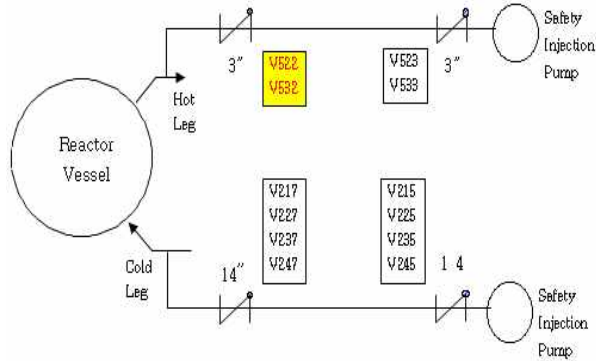 Safety
Injection
Pump
3"
V522
V532
V523
V533
3"
Hot
Leg
Reactor
Vessel
V217
V227
V237
V247
V215
V225
V235
V245
Cold
Leg
14"
1 4
Safety
Injection
Pump